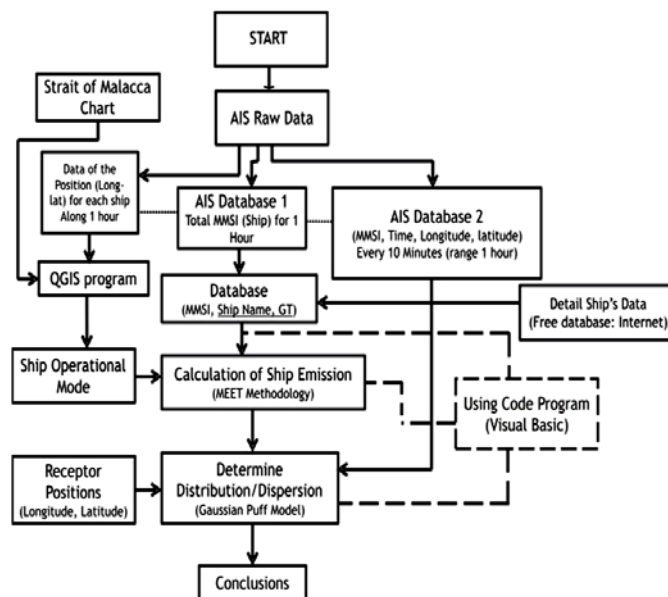 START
Strait of Malacca
Chart
AIS Raw Data
Data of the
Position (Long-
lat) for each ship
Along 1 hour
AIS Database 1
Total MMSI (Ship) for 1
Hour
AIS Database 2
(MMSI, Time, Longitude, latitude)
Every 10 Minutes (range 1 hour)
QGIS program
Database
(MMSI, Ship Name, GT)
Detail Ship's Data
(Free database: Internet)
Ship Operational
Mode
Calculation of Ship Emission
(MEET Methodology)
Using Code Program
(Visual Basic)
Receptor
Positions
(Longitude, Latitude)
Determine
Distribution/Dispersion
(Gaussian Puff Model)
Conclusions